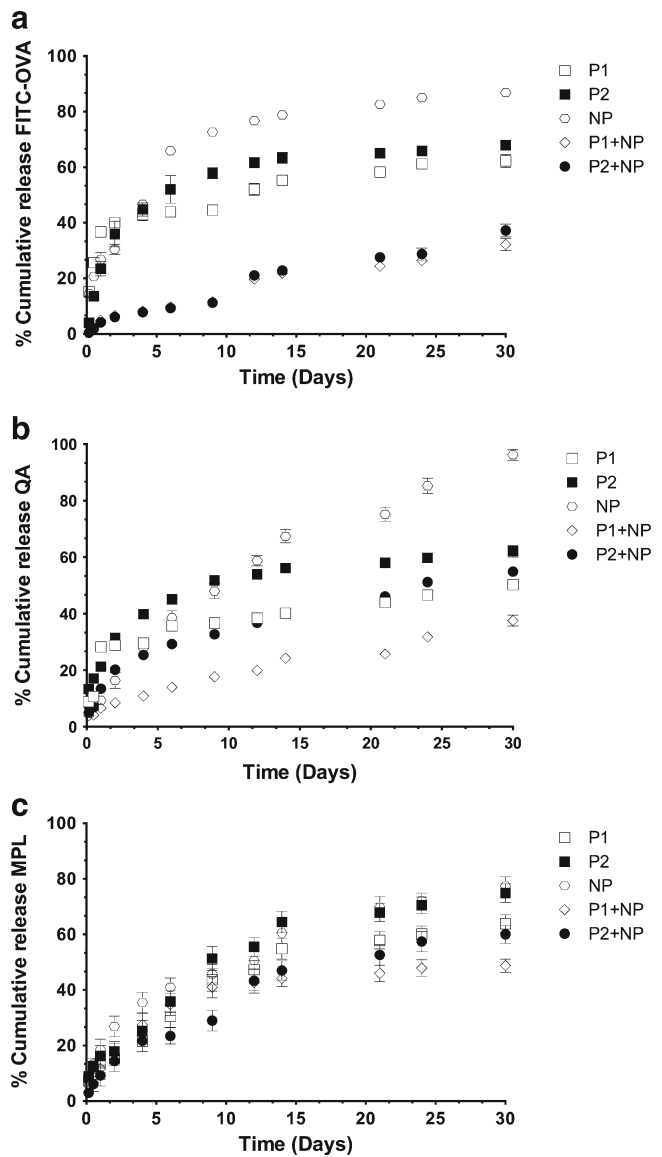 a
% Cumulative release FITC-OVA
100
80
60
40
20
0
0 5 10 15 20 25 30
Time (Days)
P1
P2
NP
P1+NP
P2+NP
b
% Cumulative release QA
100
80
60
40
20
0
0 5 10 15 20 25 30
Time (Days)
P1
P2
NP
P1+NP
P2+NP
c
% Cumulative release MPL
100
80
60
40
20
0
0 5 10 15 20 25 30
Time (Days)
P1
P2
NP
P1+NP
P2+NP